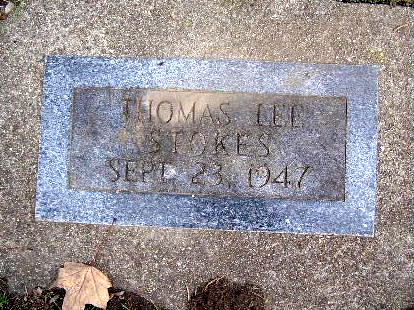 THOMAS LEE
STOKES
SEPT. 23, 1947